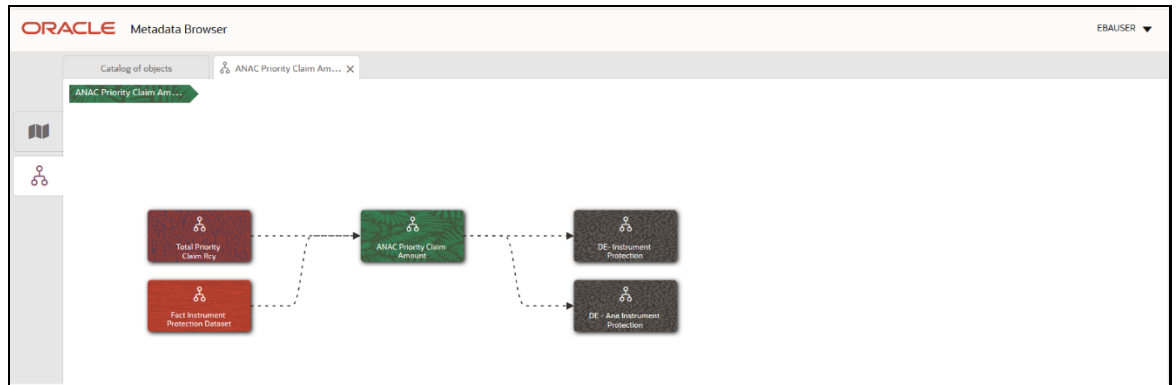 ORACLE Metadata Browser EBAUSER
Catalog of objects ANAC Priority Claim Am...
ANAC Priority Claim Am...
Total Priority
Claim Rcy
ANAC Priority Claim
Amount
DE- Instrument
Protection
Fact Instrument
Protection Dataset
DE - Ana Instrument
Protection